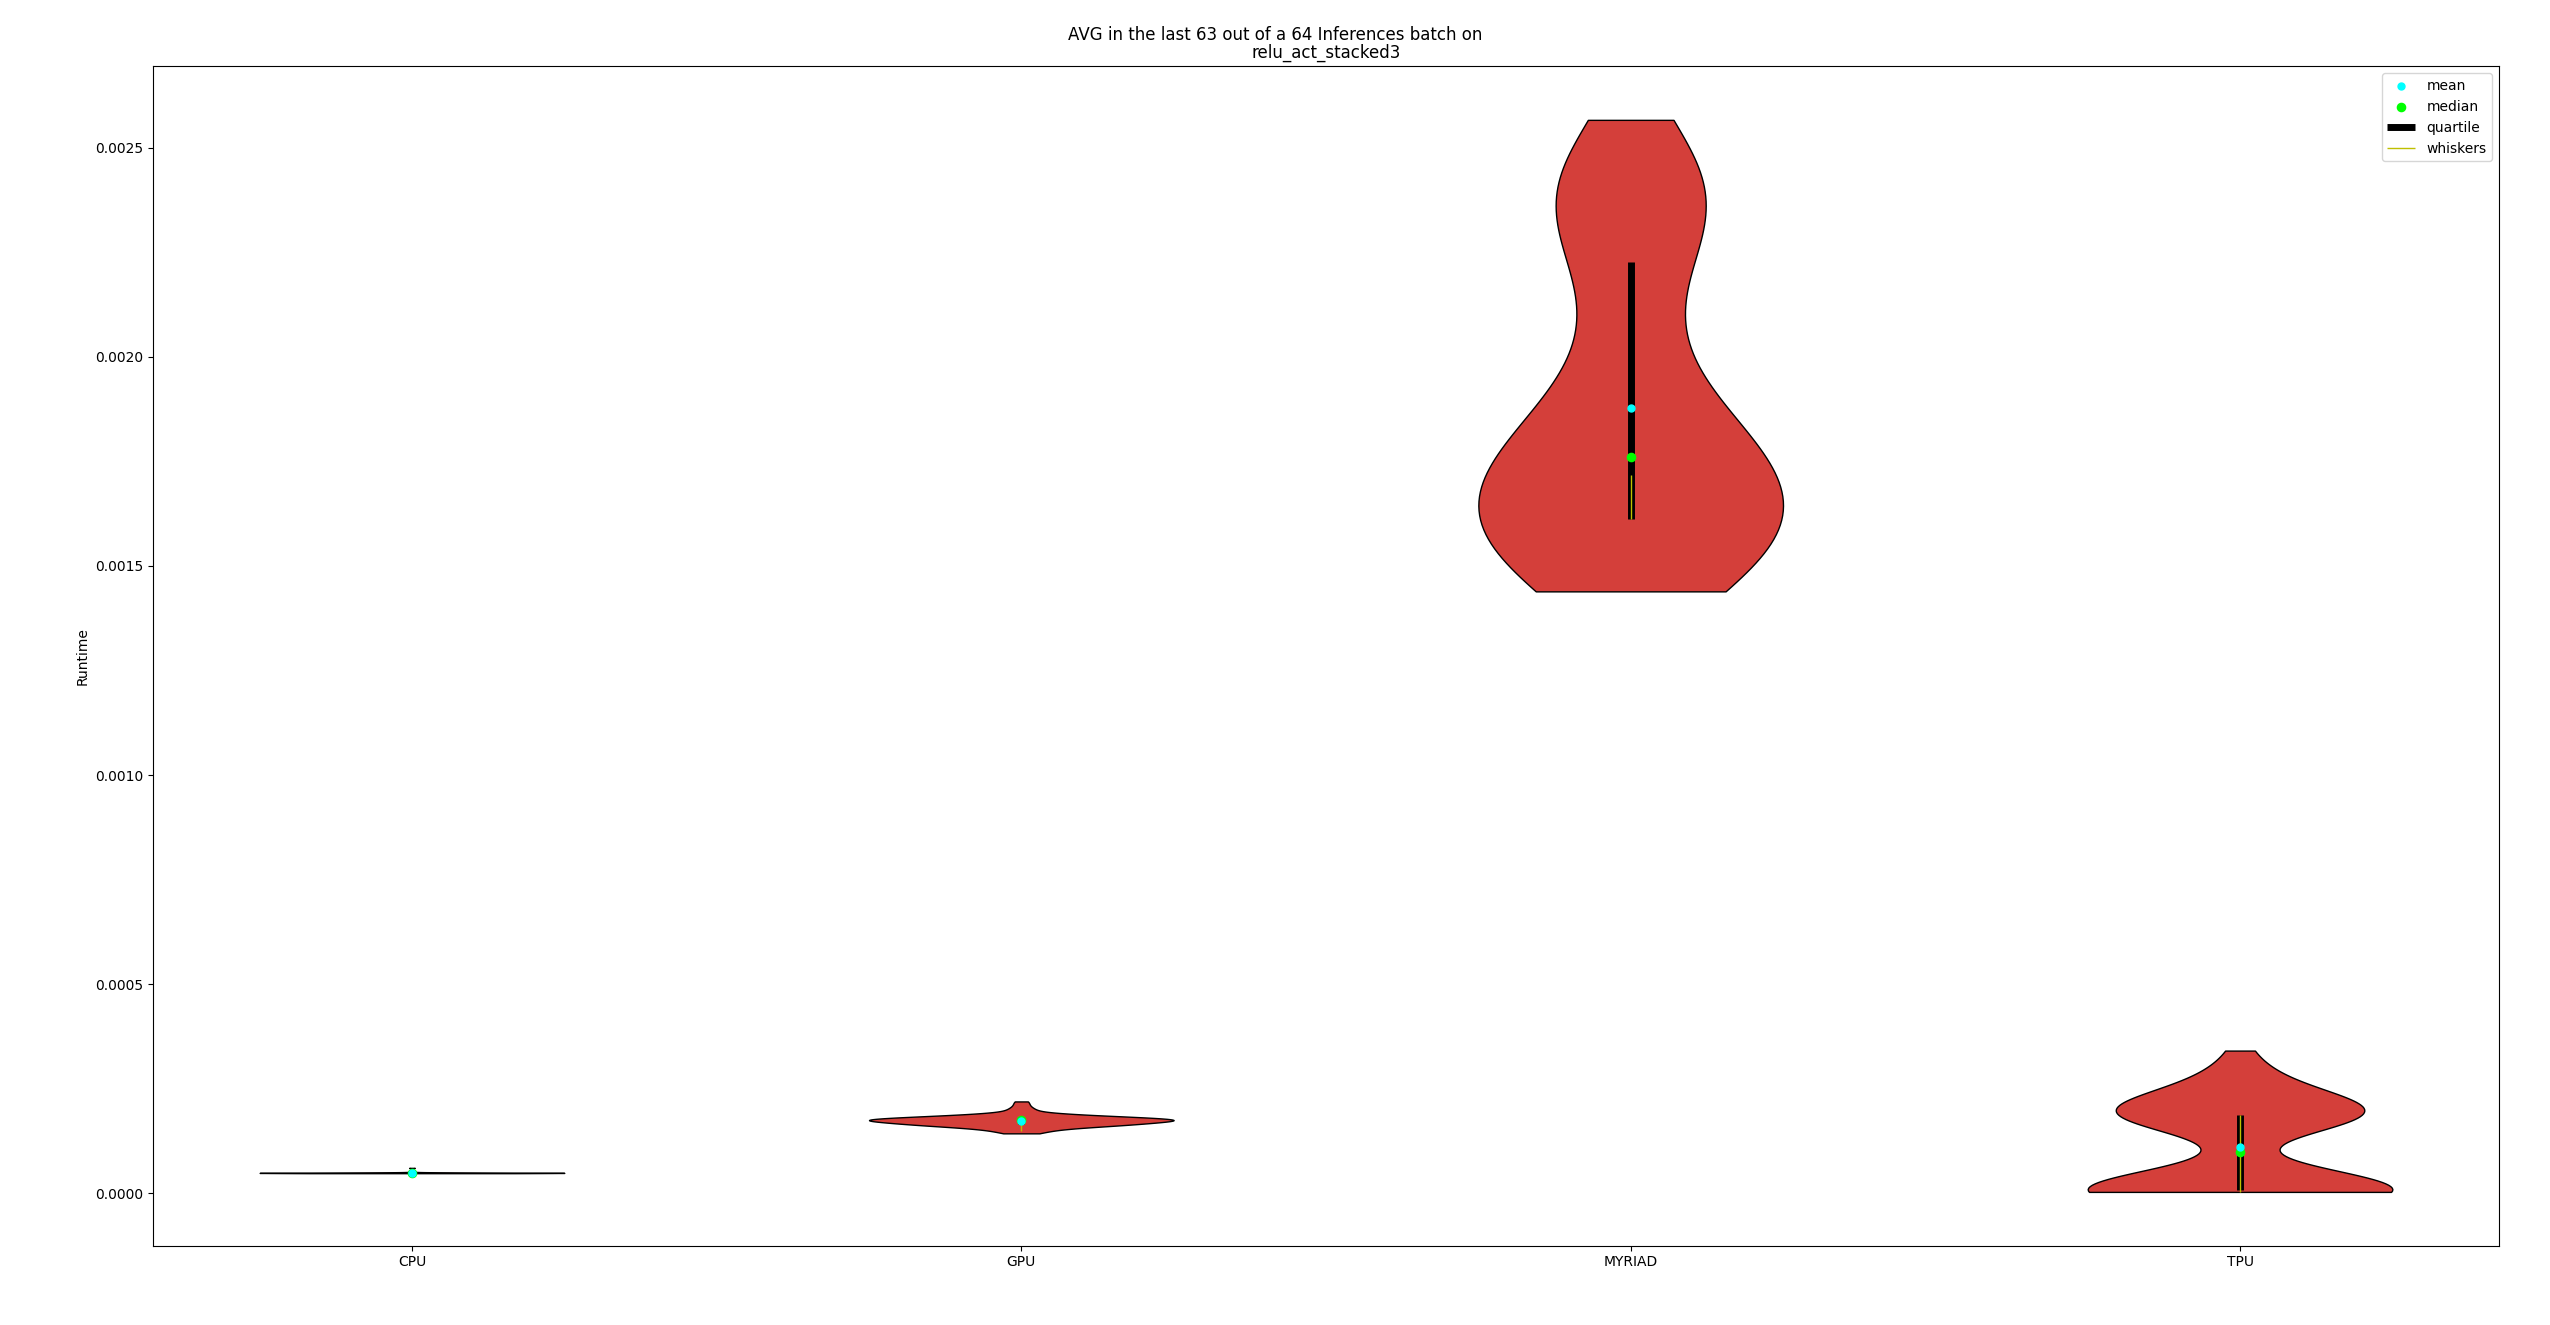 AVG in the last 63 out of a 64 Inferences batch on
relu_act_stacked3
mean
median
quartile
whiskers
0.0025
0.0020
0.0015
0.0010
0.0005
0.0000
Runtime
CPU
GPU
MYRIAD
TPU